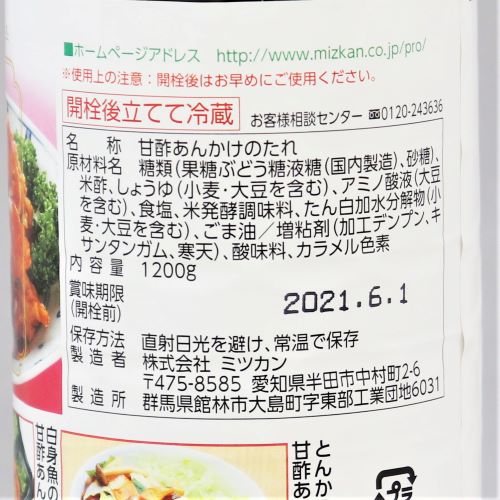 ■ホームページアドレス http://www.mizkan.co.jp/pro/
※使用上の注意：開栓後はお早めにご使用ください。
開栓後立てて冷蔵 お客様相談センター 0120-243636
名称 甘酢あんかけのたれ
原材料名 糖類（果糖ぶどう糖液糖（国内製造）、砂糖）、
米酢、しょうゆ（小麦・大豆を含む）、アミノ酸液（大豆
を含む）、食塩、米発酵調味料、たん白加水分解物（小
麦・大豆を含む）、ごま油／増粘剤（加工デンプン、キ
サンタンガム、寒天）、酸味料、カラメル色素
内容量 1200g
賞味期限
（開栓前） 2021.6.1
保存方法 直射日光を避け、常温で保存
製造者 株式会社 ミツカン
〒475-8585 愛知県半田市中村町2-6
製造所 群馬県館林市大島町字東部工業団地6031
白身魚の
甘酢あん
とんか
甘酢あ
プラ